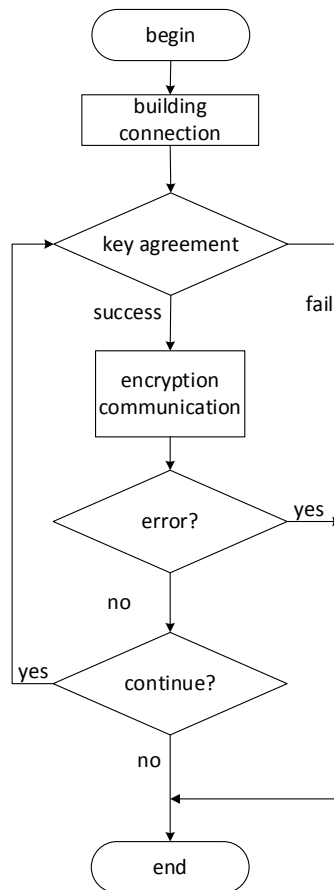 begin
building
connection
key agreement
fail
success
encryption
communication
error?
yes
no
yes
continue?
no
end